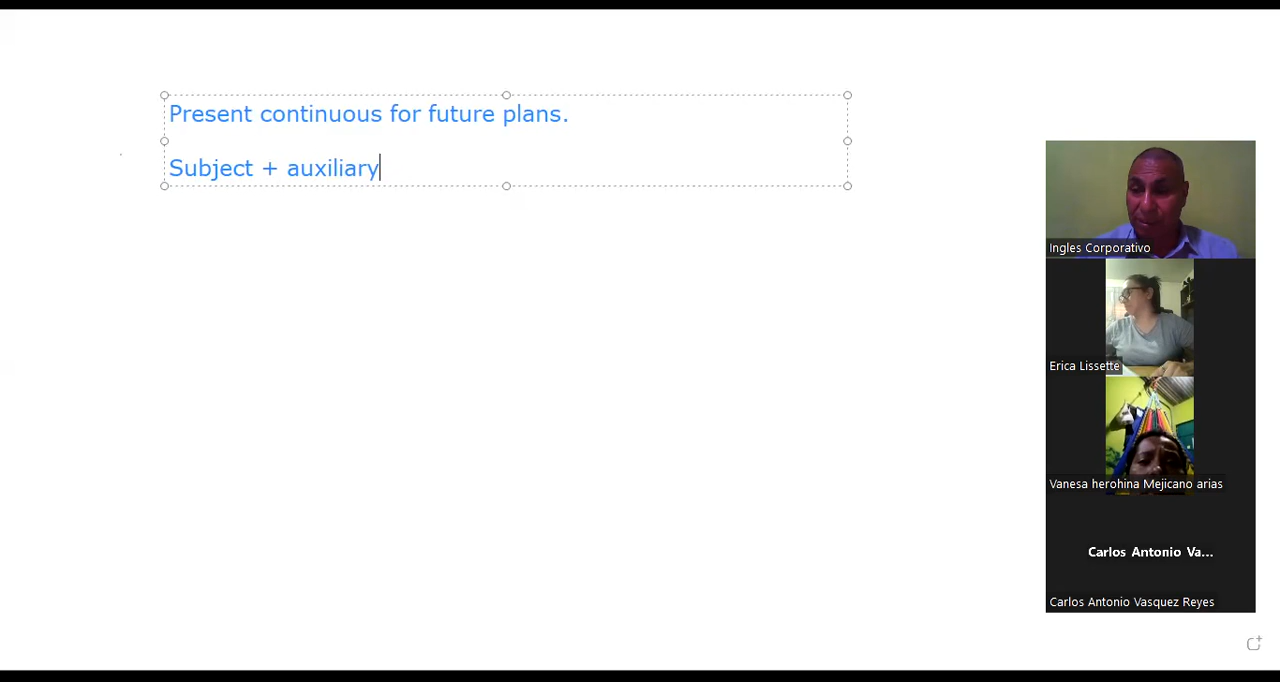 Present continuous for future plans.
Subject + auxiliary
Ingles Corporativo
Erica Lissette
Vanesa herohina Mejicano arias
Carlos Antonio Va...
Carlos Antonio Vasquez Reyes